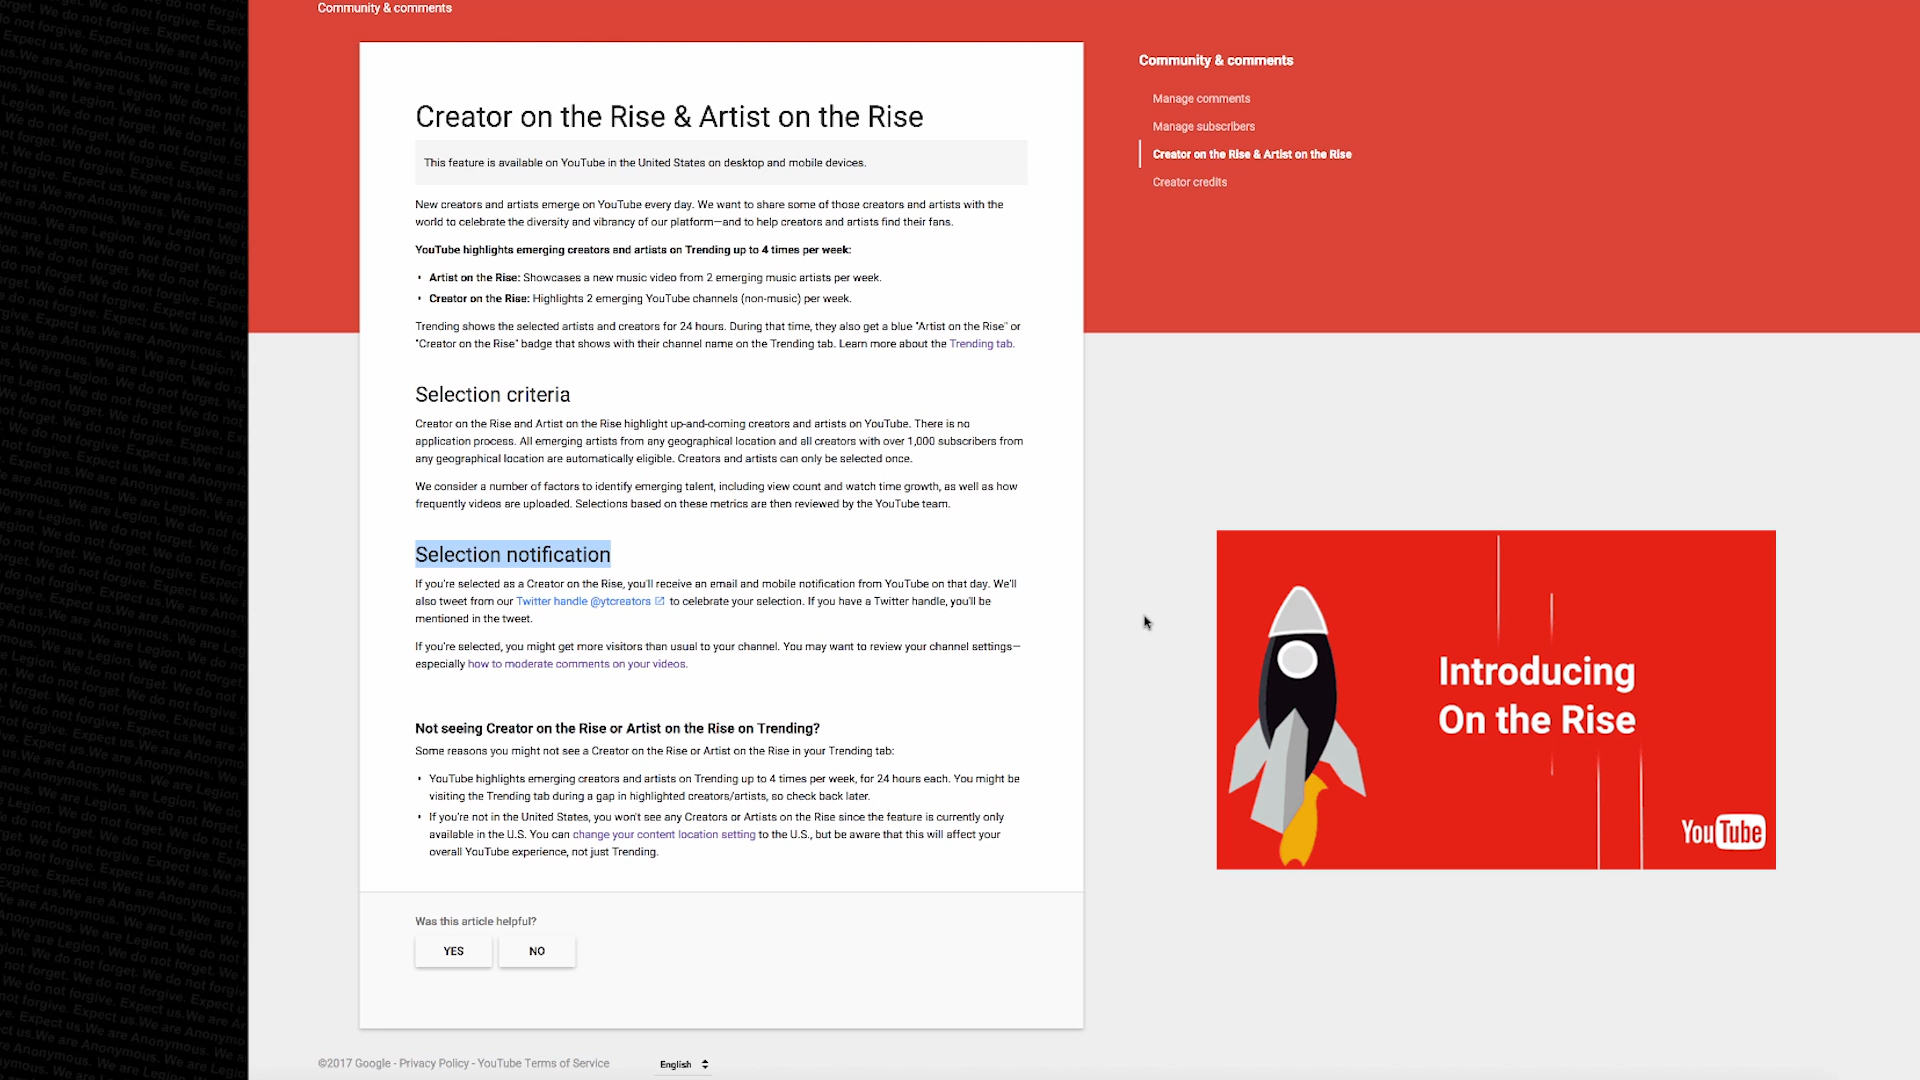 Community & comments
Creator on the Rise & Artist on the Rise
This feature is available on YouTube in the United States on desktop and mobile devices.
New creators and artists emerge on YouTube every day. We want to share some of those creators and artists with the
world to celebrate the diversity and vibrancy of our platform—and to help creators and artists find their fans.
YouTube highlights emerging creators and artists on Trending up to 4 times per week:
• Artist on the Rise: Showcases a new music video from 2 emerging music artists per week.
• Creator on the Rise: Highlights 2 emerging YouTube channels (non-music) per week.
Trending shows the selected artists and creators for 24 hours. During that time, they also get a blue "Artist on the Rise" or
"Creator on the Rise" badge that shows with their channel name on the Trending tab. Learn more about the Trending tab.
Selection criteria
Creator on the Rise and Artist on the Rise highlight up-and-coming creators and artists on YouTube. There is no
application process. All emerging artists from any geographical location and all creators with over 1,000 subscribers from
any geographical location are automatically eligible. Creators and artists can only be selected once.
We consider a number of factors to identify emerging talent, including view count and watch time growth, as well as how
frequently videos are uploaded. Selections based on these metrics are then reviewed by the YouTube team.
Selection notification
If you're selected as a Creator on the Rise, you'll receive an email and mobile notification from YouTube on that day. We'll
also tweet from our Twitter handle @ytcreators to celebrate your selection. If you have a Twitter handle, you'll be
mentioned in the tweet.
If you're selected, you might get more visitors than usual to your channel. You may want to review your channel settings—
especially how to moderate comments on your videos.
Not seeing Creator on the Rise or Artist on the Rise on Trending?
Some reasons you might not see a Creator on the Rise or Artist on the Rise in your Trending tab:
• YouTube highlights emerging creators and artists on Trending up to 4 times per week, for 24 hours each. You might be
visiting the Trending tab during a gap in highlighted creators/artists, so check back later.
• If you're not in the United States, you won't see any Creators or Artists on the Rise since the feature is currently only
available in the U.S. You can change your content location setting to the U.S., but be aware that this will affect your
overall YouTube experience, not just Trending.
Was this article helpful?
YES NO
©2017 Google - Privacy Policy - YouTube Terms of Service English
Community & comments
Manage comments
Manage subscribers
Creator on the Rise & Artist on the Rise
Creator credits
Introducing
On the Rise
YouTube